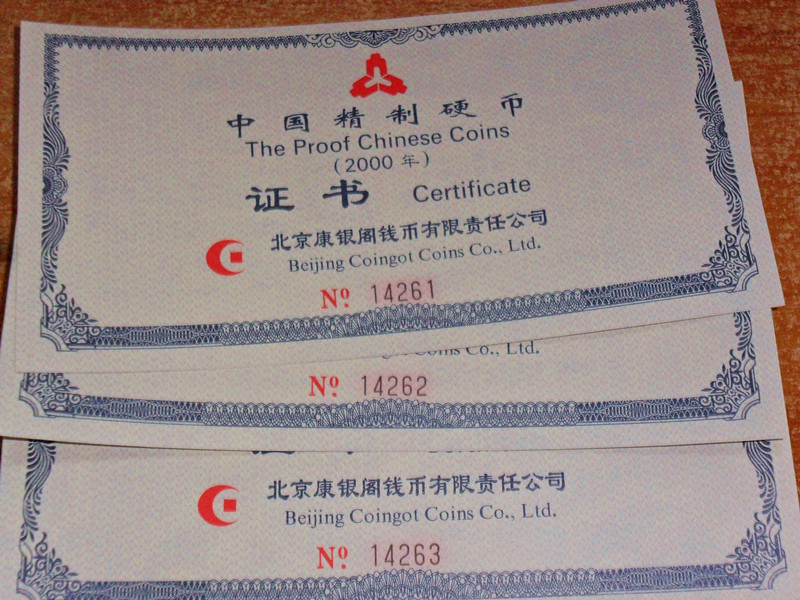 中国精制硬币
The Proof Chinese Coins
(2000 年)
证书 Certificate
北京康银阁钱币有限责任公司
Beijing Coingot Coins Co., Ltd.
Nº 14261
Coingot Coins Co., Ltd.
Nº 14262
北京康银阁钱币有限责任公司
Beijing Coingot Coins Co., Ltd.
Nº 14263